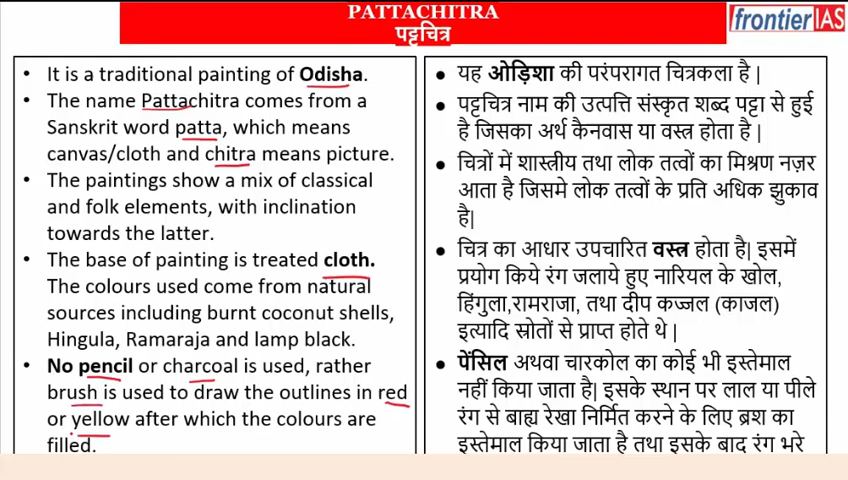 PATTACHITRA
पट्टचित्र
frontierIAS
• It is a traditional painting of Odisha.
• The name Pattachitra comes from a
Sanskrit word patta, which means
canvas/cloth and chitra means picture.
• The paintings show a mix of classical
and folk elements, with inclination
towards the latter.
• The base of painting is treated cloth.
The colours used come from natural
sources including burnt coconut shells,
Hingula, Ramaraja and lamp black.
• No pencil or charcoal is used, rather
brush is used to draw the outlines in red
or yellow after which the colours are
filled.
• यह ओड़िशा की परंपरागत चित्रकला है |
• पट्टचित्र नाम की उत्पत्ति संस्कृत शब्द पट्टा से हुई
है जिसका अर्थ कैनवास या वस्त्र होता है |
• चित्रों में शास्त्रीय तथा लोक तत्वों का मिश्रण नज़र
आता है जिसमे लोक तत्वों के प्रति अधिक झुकाव
है|
• चित्र का आधार उपचारित वस्त्र होता है| इसमें
प्रयोग किये रंग जलाये हुए नारियल के खोल,
हिंगुला,रामराजा, तथा दीप कज्जल (काजल)
इत्यादि स्रोतों से प्राप्त होते थे |
• पेंसिल अथवा चारकोल का कोई भी इस्तेमाल
नहीं किया जाता है| इसके स्थान पर लाल या पीले
रंग से बाह्य रेखा निर्मित करने के लिए ब्रश का
इस्तेमाल किया जाता है तथा इसके बाद रंग भरे